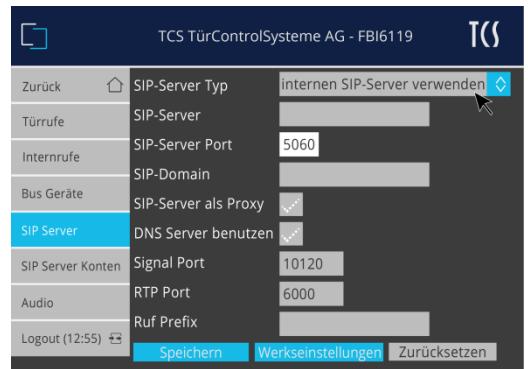 TCS TürControlSysteme AG - FBI6119
TCS
Zurück
Türrufe
Internrufe
Bus Geräte
SIP Server
SIP Server Konten
Audio
Logout (12:55)
SIP-Server Typ internen SIP-Server verwenden
SIP-Server
SIP-Server Port 5060
SIP-Domain
SIP-Server als Proxy
DNS Server benutzen
Signal Port 10120
RTP Port 6000
Ruf Prefix
Speichern Werkseinstellungen Zurücksetzen